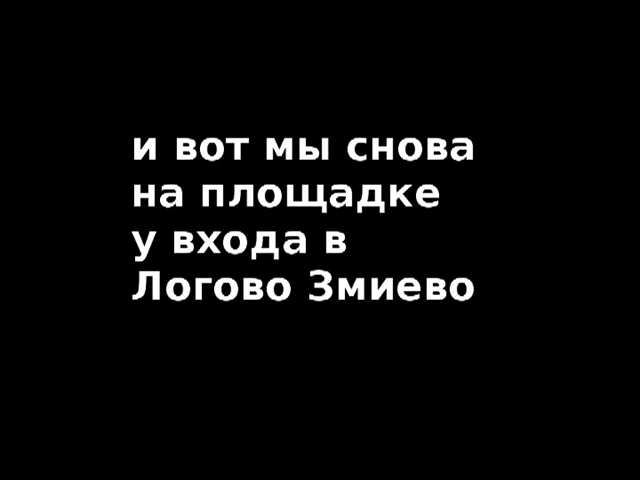 и вот мы снова
на площадке
у входа в
Логово Змиево